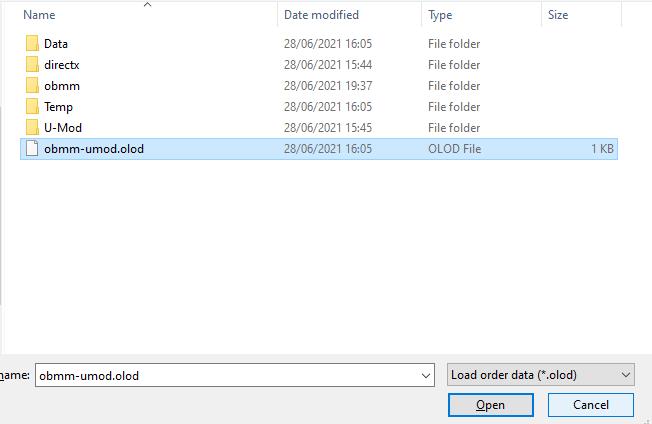 Name Date modified Type Size
Data 28/06/2021 16:05 File folder
directx 28/06/2021 15:44 File folder
obmm 28/06/2021 19:37 File folder
Temp 28/06/2021 16:05 File folder
U-Mod 28/06/2021 15:45 File folder
obmm-umod.olod 28/06/2021 16:05 OLOD File 1 KB
name: obmm-umod.olod Load order data (*.olod)
Open Cancel